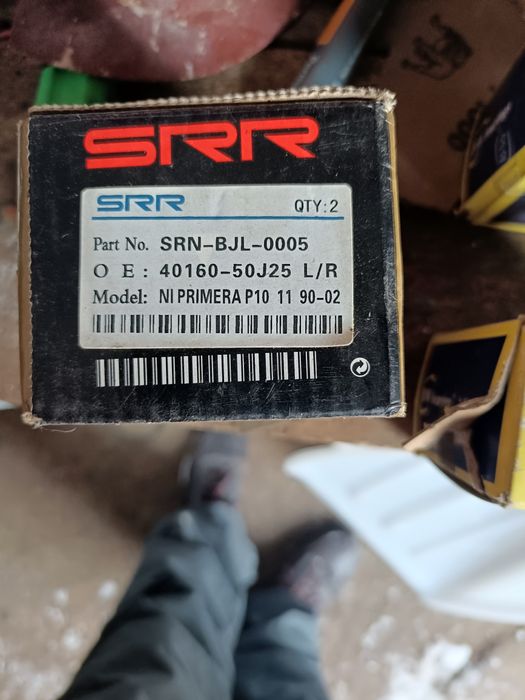 SRR
SRR
QTY:2
Part No. SRN-BJL-0005
O E: 40160-50J25 L/R
Model: NI PRIMERA P10 11 90-02